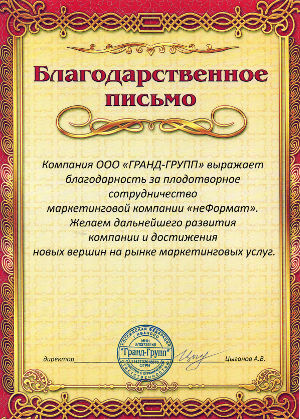 Благодарственное
письмо
Компания ООО «ГРАНД-ГРУПП» выражает
благодорность за плодотворное
сотрудничество
маркетинговой компании «неФормат».
Желаем дальнейшего развития
компании и достижения
новых вершин на рынке маркетинговых услуг.
"Гранд-Групп"
директор
Цыганов А.В.